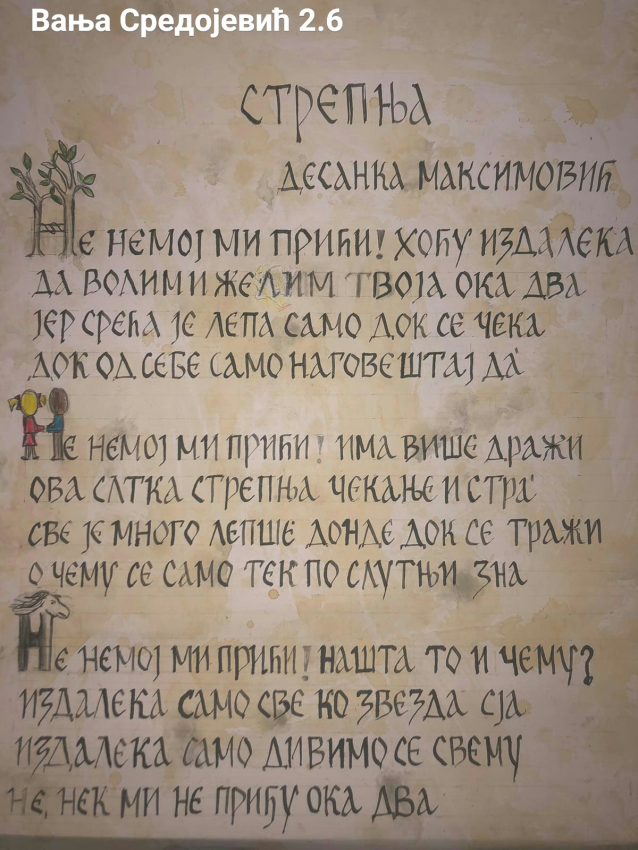 Вања Средојевић 2.6
СТРЕПЊА
ДЕСАНКА МАКСИМОВИЋ
НЕ НЕМОЈ МИ ПРИЋИ! ХОЋУ ИЗДАЛЕКА
ДА ВОЛИМ И ЖЕЛИМ ТВОЈА ОКА ДВА
ЈЕР СРЕЋА ЈЕ ЛЕПА САМО ДОК СЕ ЧЕКА
ДОК ОД СЕБЕ САМО НАГОВЕШТАЈ ДА
НЕ НЕМОЈ МИ ПРИЋИ! ИМА ВИШЕ ДРАЖИ
ОВА СЛТКА СТРЕПЊА ЧЕКАЊЕ И СТРА'
СВЕ ЈЕ МНОГО ЛЕПШЕ ДОНДЕ ДОК СЕ ТРАЖИ
О ЧЕМУ СЕ САМО ТЕК ПО СЛУТЊИ ЗНА
НЕ НЕМОЈ МИ ПРИЋИ! НАШТА ТО И ЧЕМУ?
ИЗДАЛЕКА САМО СВЕ КО ЗВЕЗДА СЈА
ИЗДАЛЕКА САМО ДИВИМО СЕ СВЕМУ
НЕ, НЕК МИ НЕ ПРИЂУ ОКА ДВА